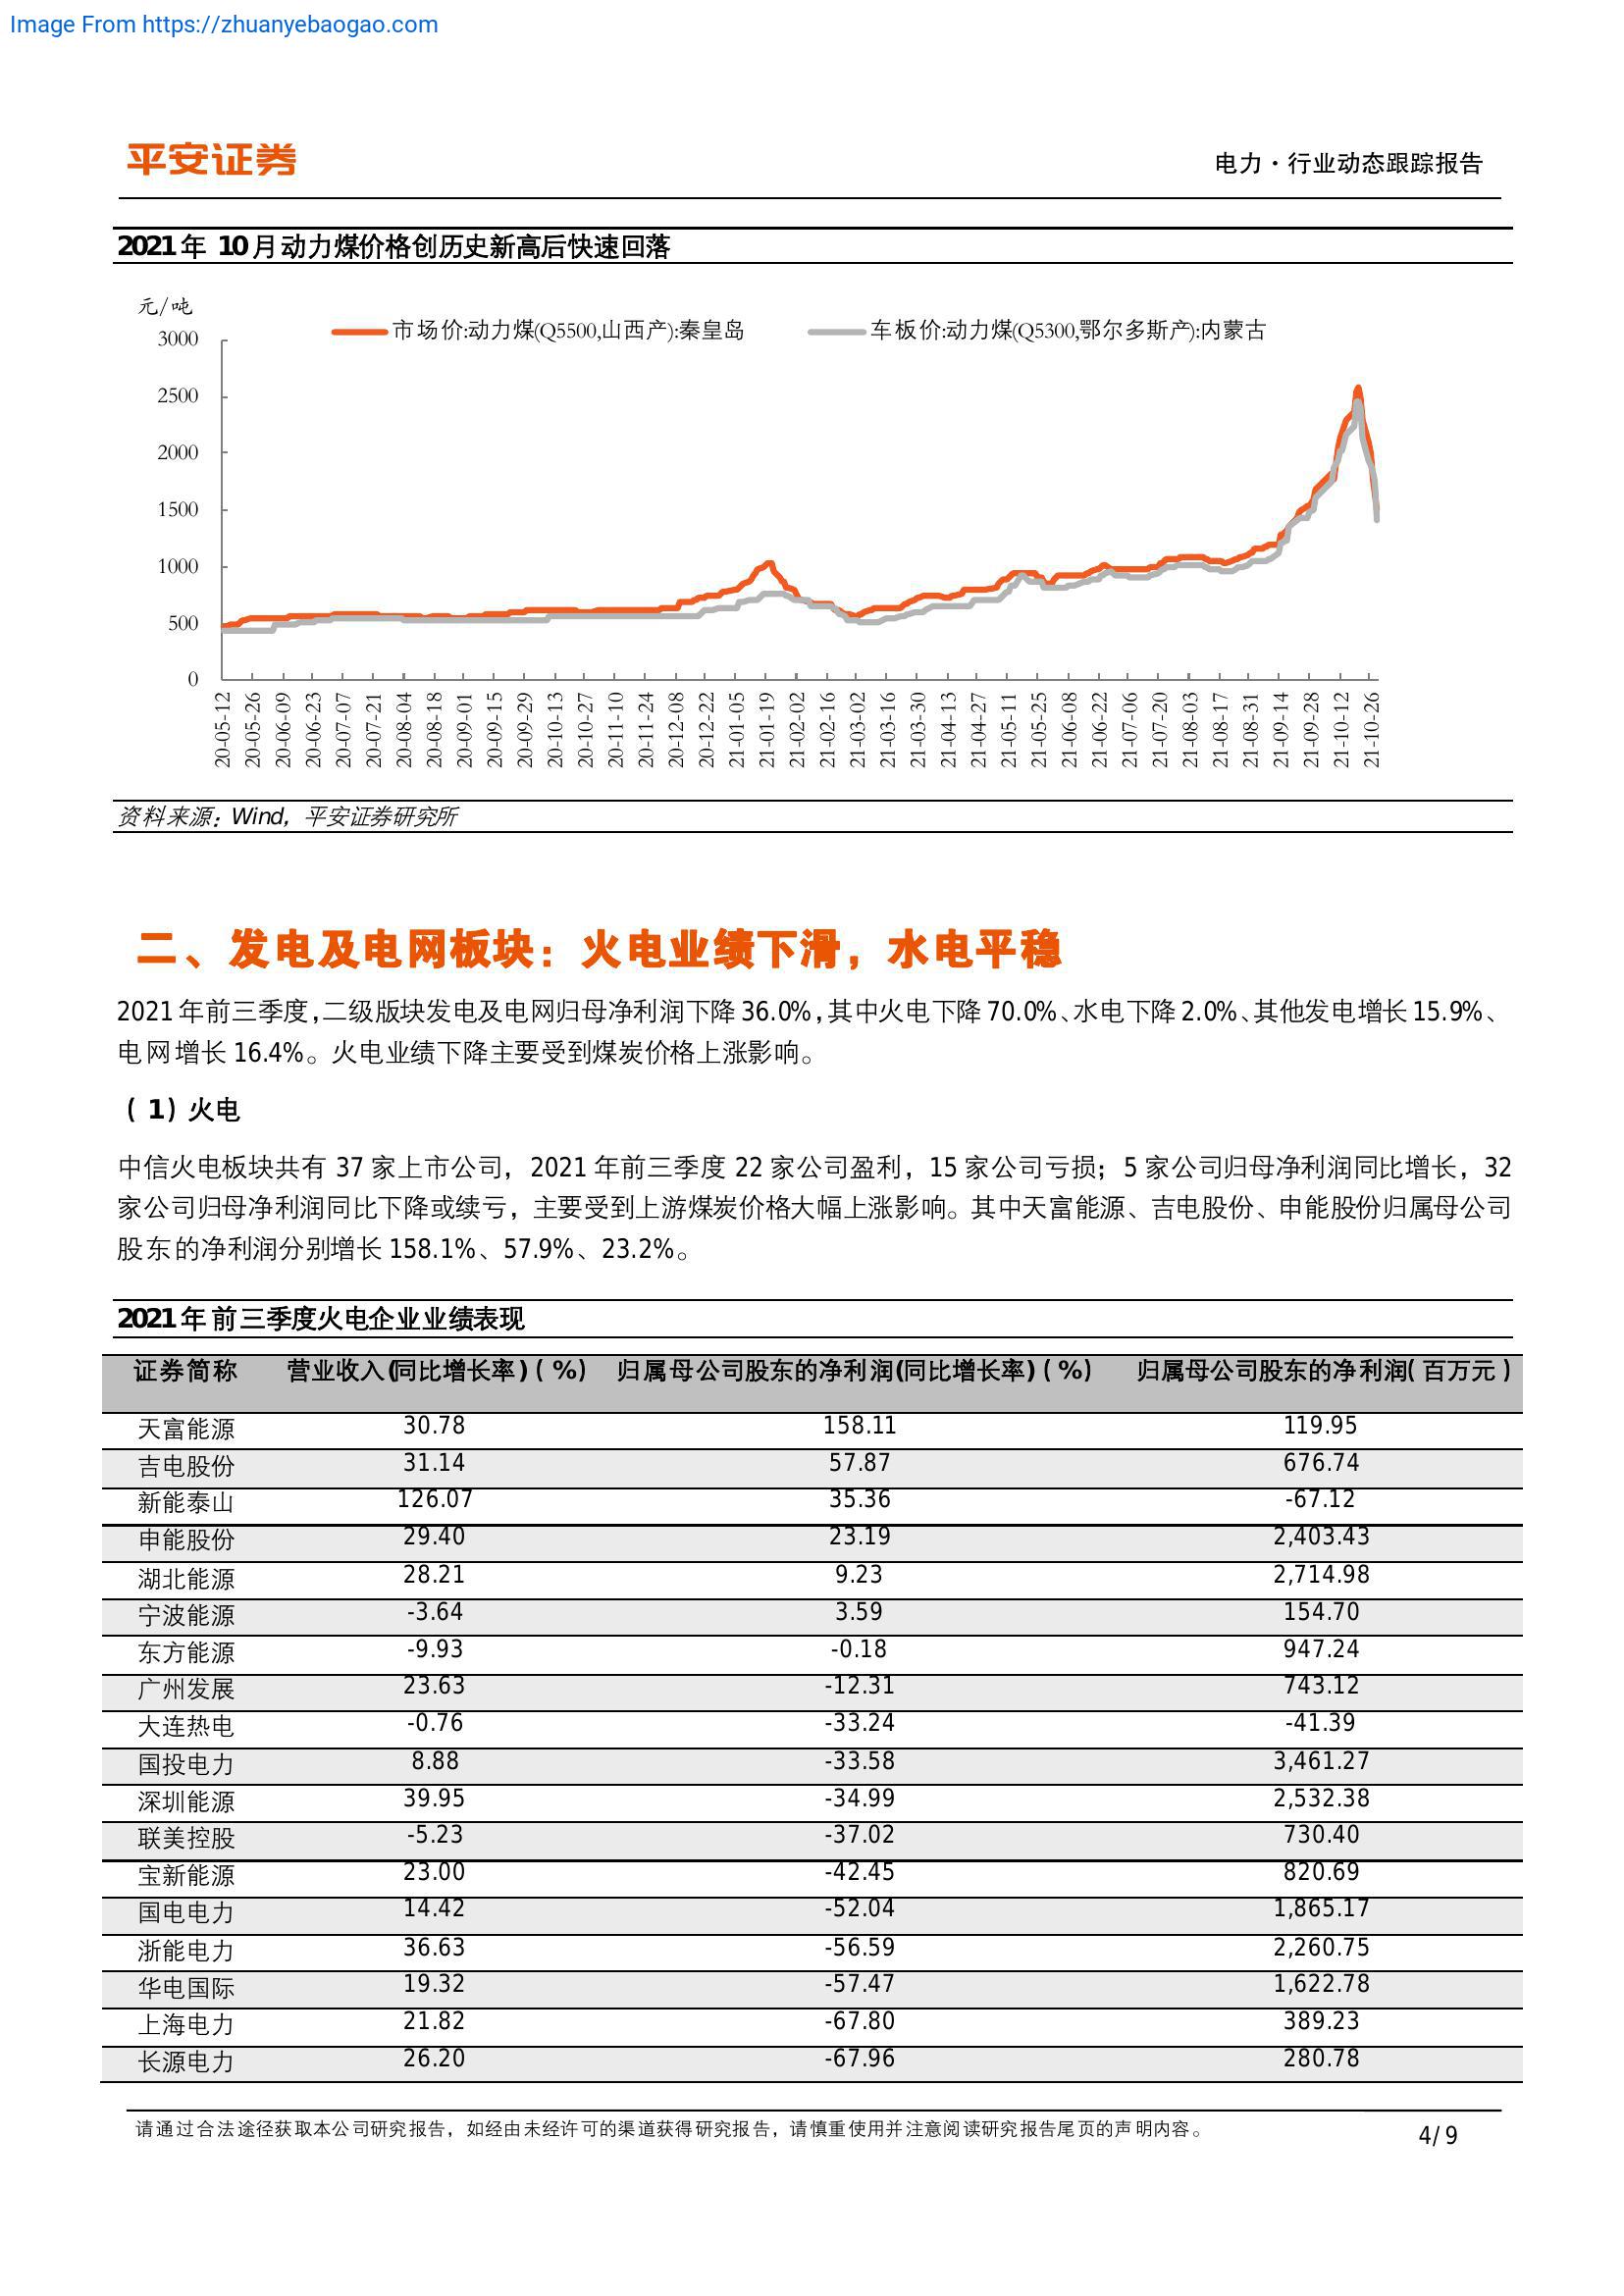 Image From https://zhuanyebaogao.com
平安证券
电力·行业动态跟踪报告
2021年 10月动力煤价格创历史新高后快速回落
元/吨
市场价:动力煤(Q5500,山西产):秦皇岛 车板价:动力煤(Q5300,鄂尔多斯产):内蒙古
3000
2500
2000
1500
1000
500
0
20-05-12 20-05-26 20-06-09 20-06-23 20-07-07 20-07-21 20-08-04 20-08-18 20-09-01 20-09-15 20-09-29 20-10-13 20-10-27 20-11-10 20-11-24 20-12-08 20-12-22 21-01-05 21-01-19 21-02-02 21-02-16 21-03-02 21-03-16 21-03-30 21-04-13 21-04-27 21-05-11 21-05-25 21-06-08 21-06-22 21-07-06 21-07-20 21-08-03 21-08-17 21-08-31 21-09-14 21-09-28 21-10-12 21-10-26
资料来源：Wind，平安证券研究所
二、发电及电网板块：火电业绩下滑，水电平稳
2021年前三季度，二级版块发电及电网归母净利润下降36.0%，其中火电下降70.0%、水电下降2.0%、其他发电增长15.9%、
电网增长16.4%。火电业绩下降主要受到煤炭价格上涨影响。
（1）火电
中信火电板块共有 37 家上市公司，2021 年前三季度 22 家公司盈利，15 家公司亏损；5 家公司归母净利润同比增长，32
家公司归母净利润同比下降或续亏，主要受到上游煤炭价格大幅上涨影响。其中天富能源、吉电股份、申能股份归属母公司
股东的净利润分别增长158.1%、57.9%、23.2%。
2021年前三季度火电企业业绩表现
证券简称 营业收入(同比增长率)(%) 归属母公司股东的净利润(同比增长率)(%) 归属母公司股东的净利润(百万元)
天富能源 30.78 158.11 119.95
吉电股份 31.14 57.87 676.74
新能泰山 126.07 35.36 -67.12
申能股份 29.40 23.19 2,403.43
湖北能源 28.21 9.23 2,714.98
宁波能源 -3.64 3.59 154.70
东方能源 -9.93 -0.18 947.24
广州发展 23.63 -12.31 743.12
大连热电 -0.76 -33.24 -41.39
国投电力 8.88 -33.58 3,461.27
深圳能源 39.95 -34.99 2,532.38
联美控股 -5.23 -37.02 730.40
宝新能源 23.00 -42.45 820.69
国电电力 14.42 -52.04 1,865.17
浙能电力 36.63 -56.59 2,260.75
华电国际 19.32 -57.47 1,622.78
上海电力 21.82 -67.80 389.23
长源电力 26.20 -67.96 280.78
请通过合法途径获取本公司研究报告，如经由未经许可的渠道获得研究报告，请慎重使用并注意阅读研究报告尾页的声明内容。
4/9